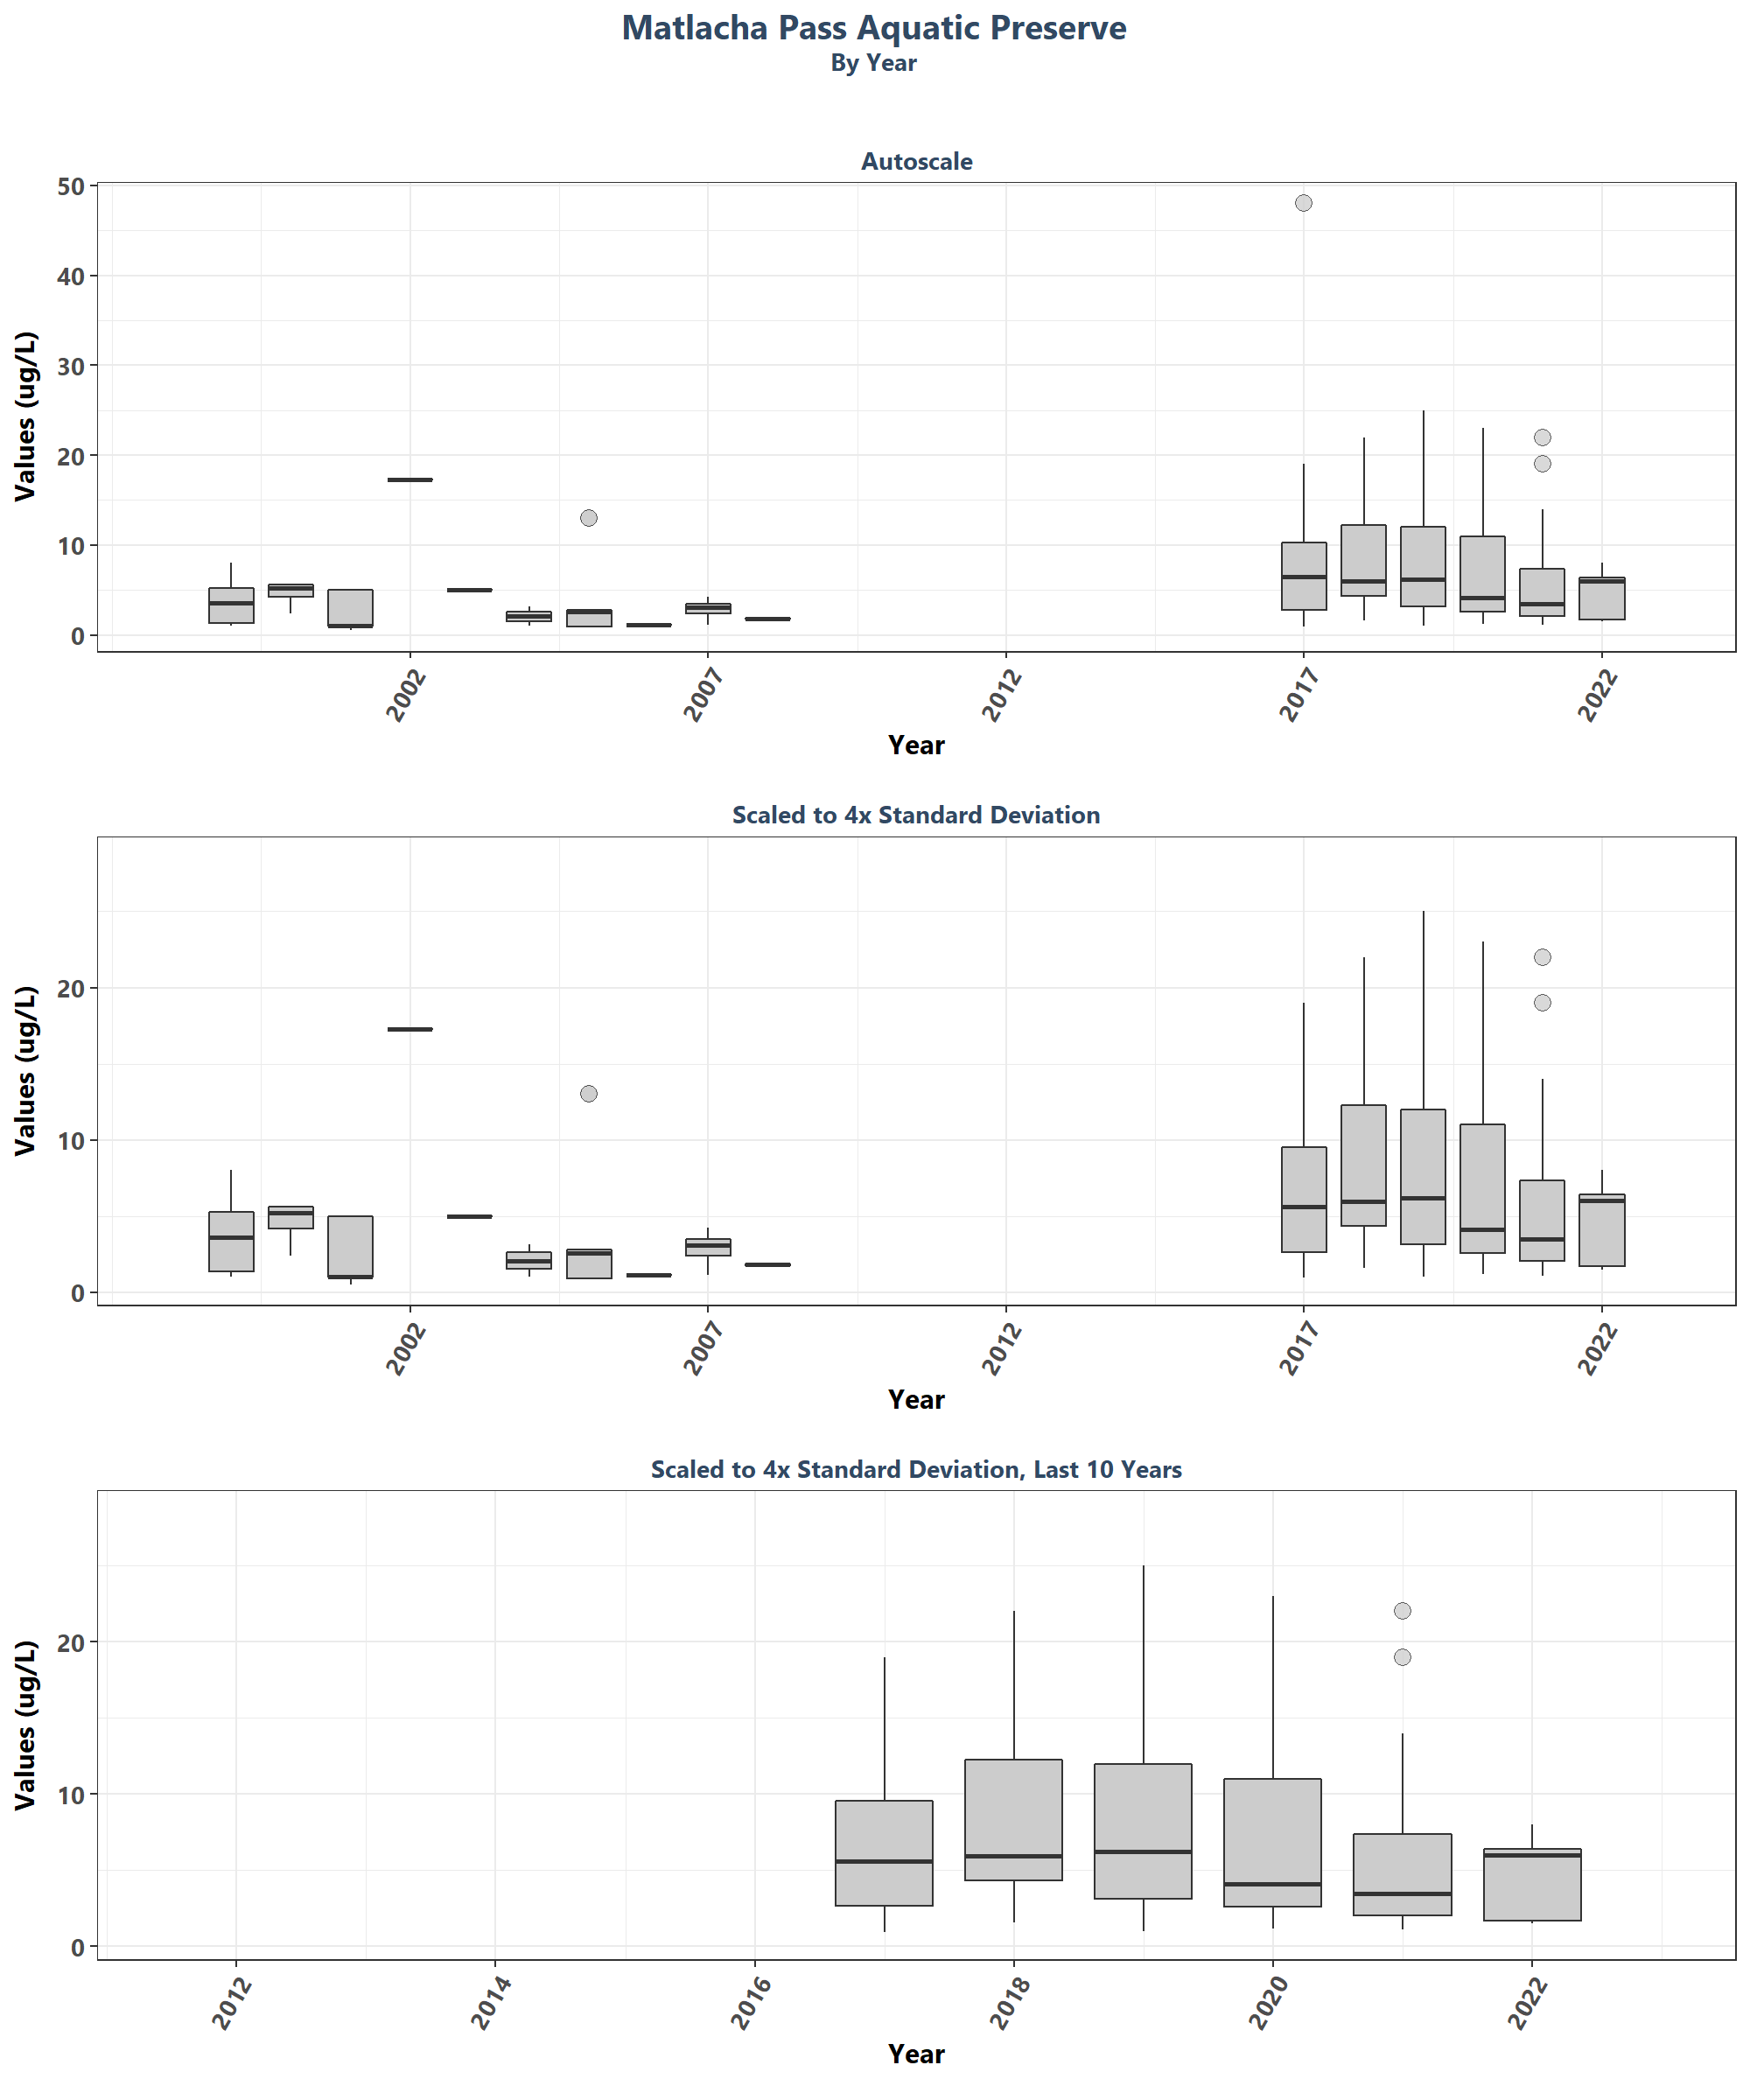 Matlacha Pass Aquatic Preserve
By Year
Autoscale
50
40
30
20
10
0
Values (ug/L)
2002
2007
2012
2017
2022
Year
Scaled to 4x Standard Deviation
20
10
0
Values (ug/L)
2002
2007
2012
2017
2022
Year
Scaled to 4x Standard Deviation, Last 10 Years
20
10
0
Values (ug/L)
2012
2014
2016
2018
2020
2022
Year